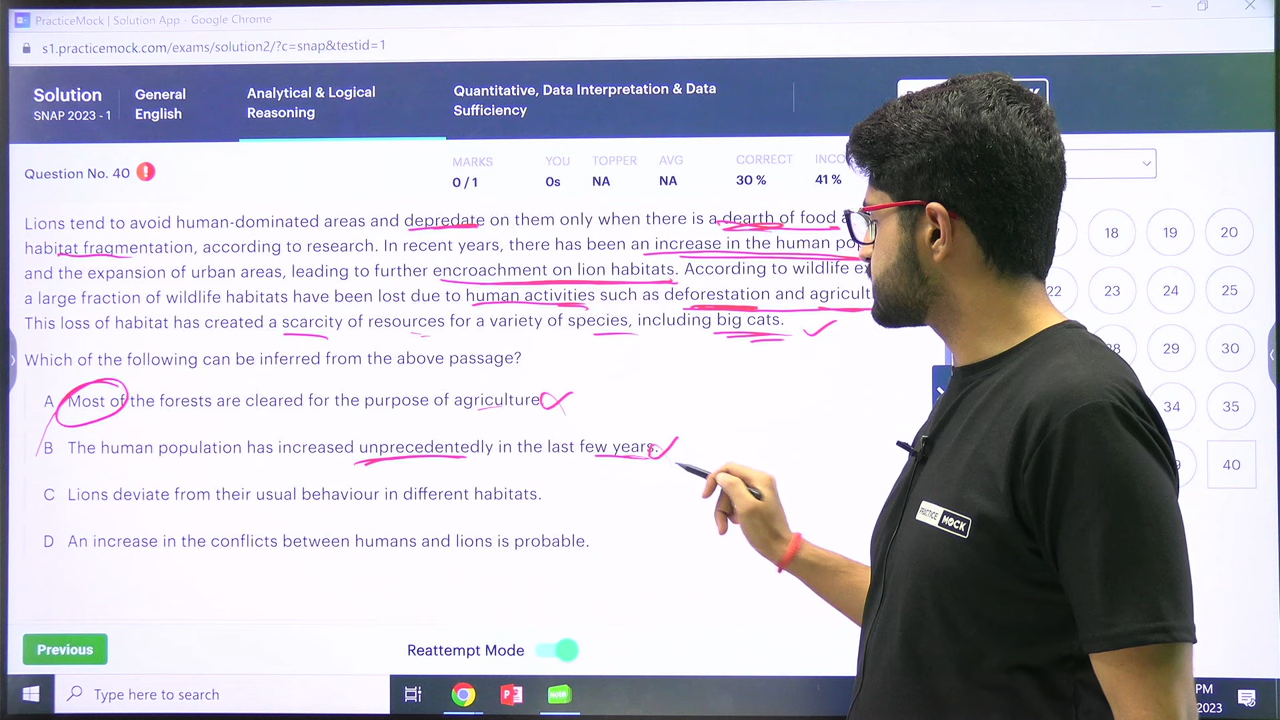 PracticeMock | Solution App - Google Chrome
s1.practicemock.com/exams/solution2/?c=snap&testid=1
Solution
SNAP 2023 - 1
General English
Analytical & Logical Reasoning
Quantitative, Data Interpretation & Data Sufficiency
Question No. 40
MARKS YOU TOPPER AVG CORRECT
0 / 1 0s NA NA 30 % 41 %
Lions tend to avoid human-dominated areas and depredate on them only when there is a dearth of food
habitat fragmentation, according to research. In recent years, there has been an increase in the human
and the expansion of urban areas, leading to further encroachment on lion habitats. According to wildlife
a large fraction of wildlife habitats have been lost due to human activities such as deforestation and
This loss of habitat has created a scarcity of resources for a variety of species, including big cats.
Which of the following can be inferred from the above passage?
A Most of the forests are cleared for the purpose of agriculture
B The human population has increased unprecedentedly in the last few years.
C Lions deviate from their usual behaviour in different habitats.
D An increase in the conflicts between humans and lions is probable.
18 19 20
22 23 24 25
29 30
34 35
40
PRACTICE MOCK
Previous
Reattempt Mode
Type here to search
PM
2023